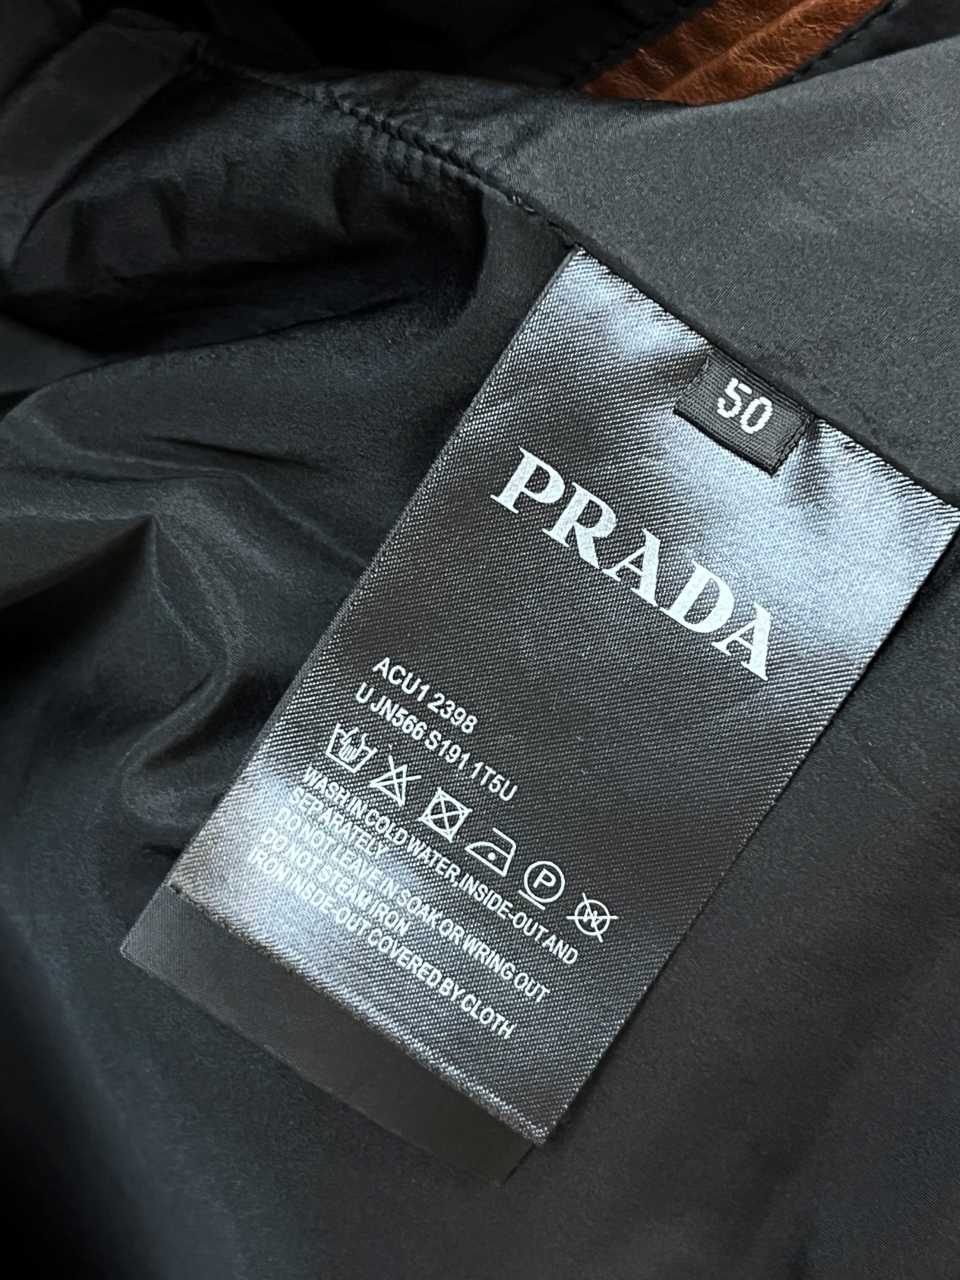 50
PRADA
ACU1 2398
U JN566 S191 1T5U
P
W
WASH IN COLD WATER, INSIDE-OUT AND
SEPARATELY
DO NOT LEAVE IN SOAK OR WRING OUT
DO NOT STEAM IRON
IRON INSIDE-OUT COVERED BY CLOTH